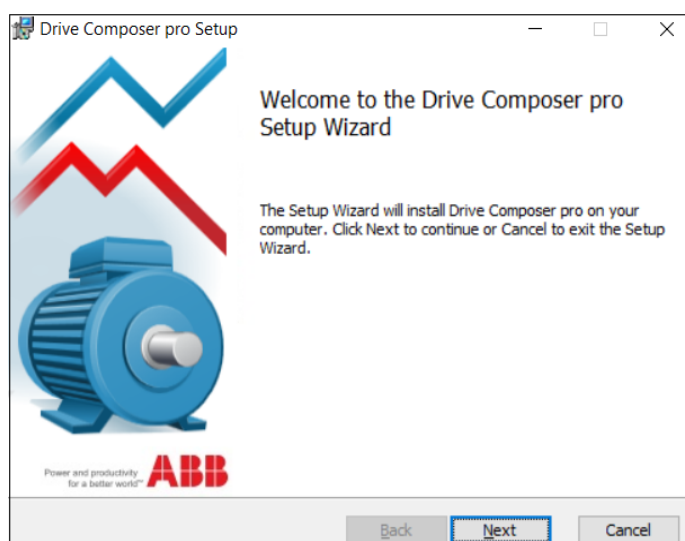 Drive Composer pro Setup
Welcome to the Drive Composer pro
Setup Wizard
The Setup Wizard will install Drive Composer pro on your
computer. Click Next to continue or Cancel to exit the Setup
Wizard.
Power and productivity
for a better world™
ABB
Back
Next
Cancel